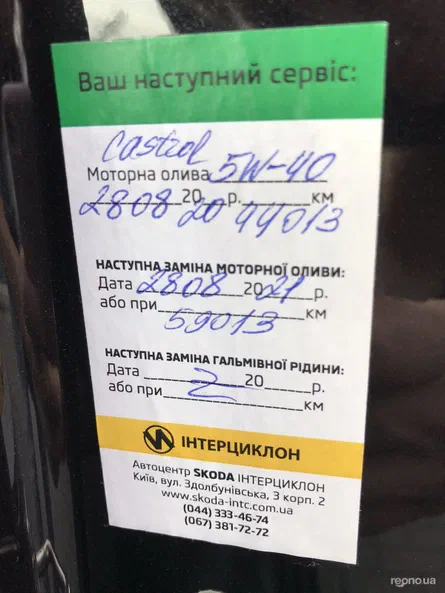 Ваш наступний сервіс:
Castrol
Моторна олива 5W-40
2808 20 20 р. 44013 км
НАСТУПНА ЗАМІНА МОТОРНОЇ ОЛИВИ:
Дата 2808 20 21 р.
або при 59013 км
НАСТУПНА ЗАМІНА ГАЛЬМІВНОЇ РІДИНИ:
Дата 20 р.
або при км
ІНТЕРЦИКЛОН
Автоцентр SKODA ІНТЕРЦИКЛОН
Київ, вул. Здолбунівська, 3 корп. 2
www.skoda-intc.com.ua
(044) 333-46-74
(067) 381-72-72
repno.ua